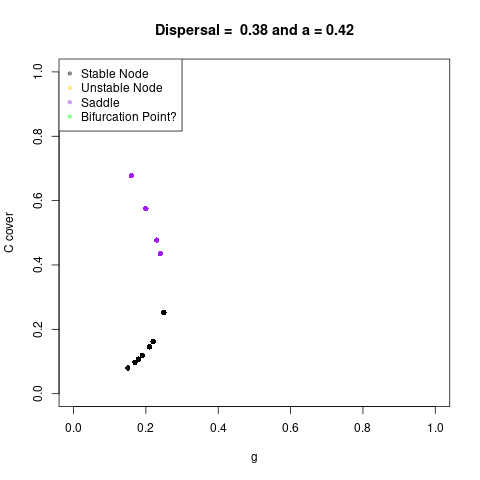 Dispersal =  0.38 and a = 0.42
Stable Node
Unstable Node
Saddle
Bifurcation Point?
C cover
1.0
0.8
0.6
0.4
0.2
0.0
0.0 0.2 0.4 0.6 0.8 1.0
g